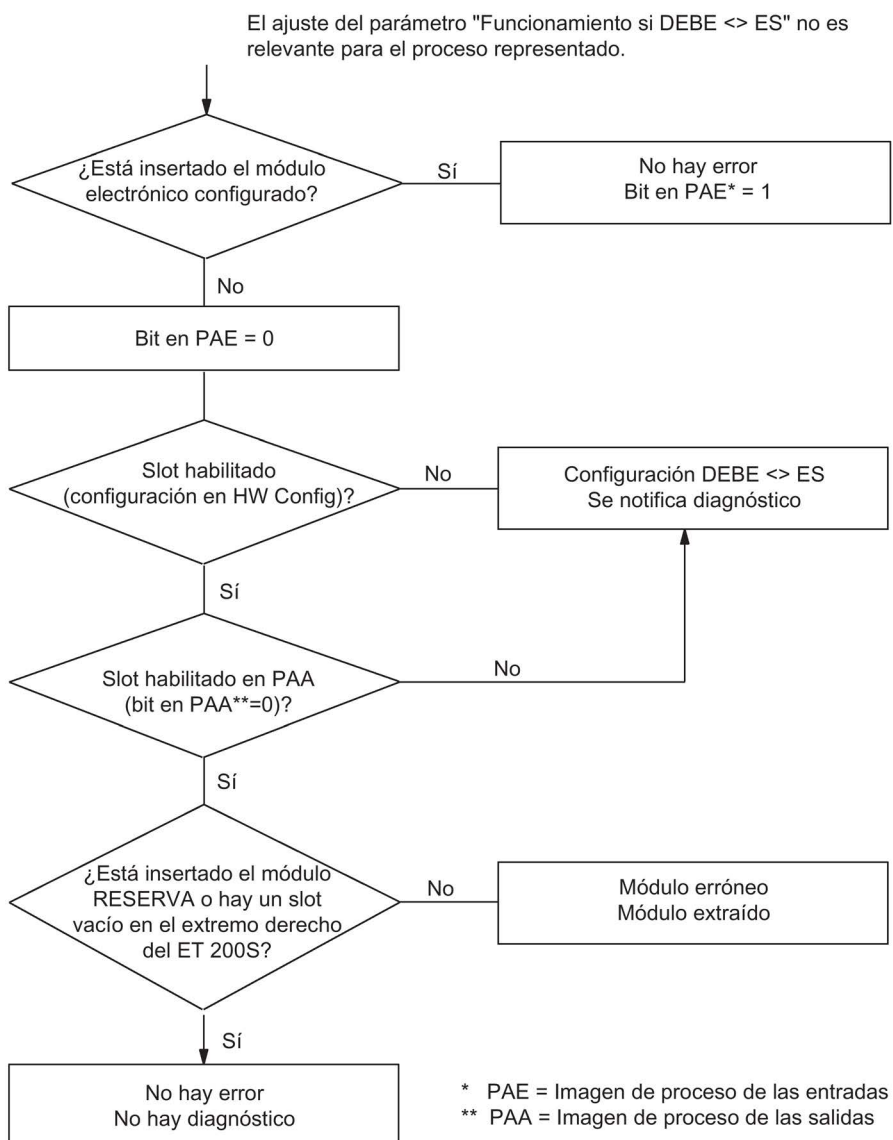 El ajuste del parámetro "Funcionamiento si DEBE <> ES" no es
relevante para el proceso representado.
¿Está insertado el módulo
electrónico configurado?
Sí
No hay error
Bit en PAE* = 1
No
Bit en PAE = 0
Slot habilitado
(configuración en HW Config)?
No
Configuración DEBE <> ES
Se notifica diagnóstico
Sí
Slot habilitado en PAA
(bit en PAA**=0)?
No
Sí
¿Está insertado el módulo
RESERVA o hay un slot
vacío en el extremo derecho
del ET 200S?
No
Módulo erróneo
Módulo extraído
Sí
No hay error
No hay diagnóstico
* PAE = Imagen de proceso de las entradas
** PAA = Imagen de proceso de las salidas